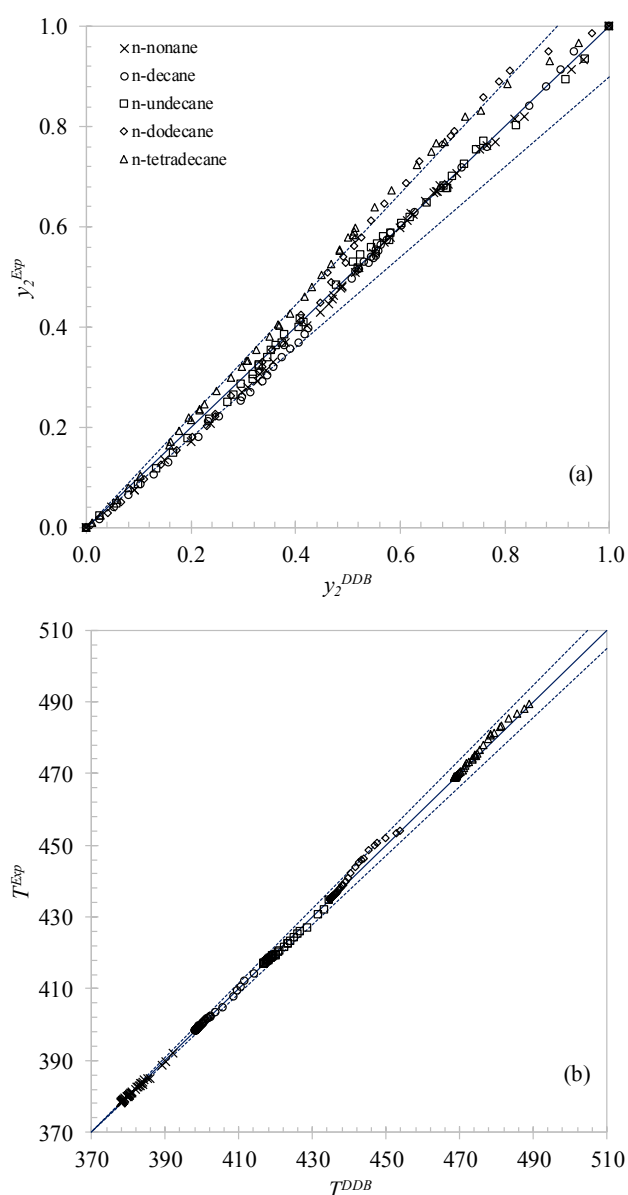 1.0
×n-nonane
○n-decane
□n-undecane
◇n-dodecane
△n-tetradecane
0.8
0.6
y₂ᴱˣᵖ
0.4
0.2
(a)
0.0
0.0 0.2 0.4 0.6 0.8 1.0
y₂ᴰᴰᴮ
510
490
470
450
Tᴱˣᵖ
430
410
390
(b)
370
370 390 410 430 450 470 490 510
Tᴰᴰᴮ